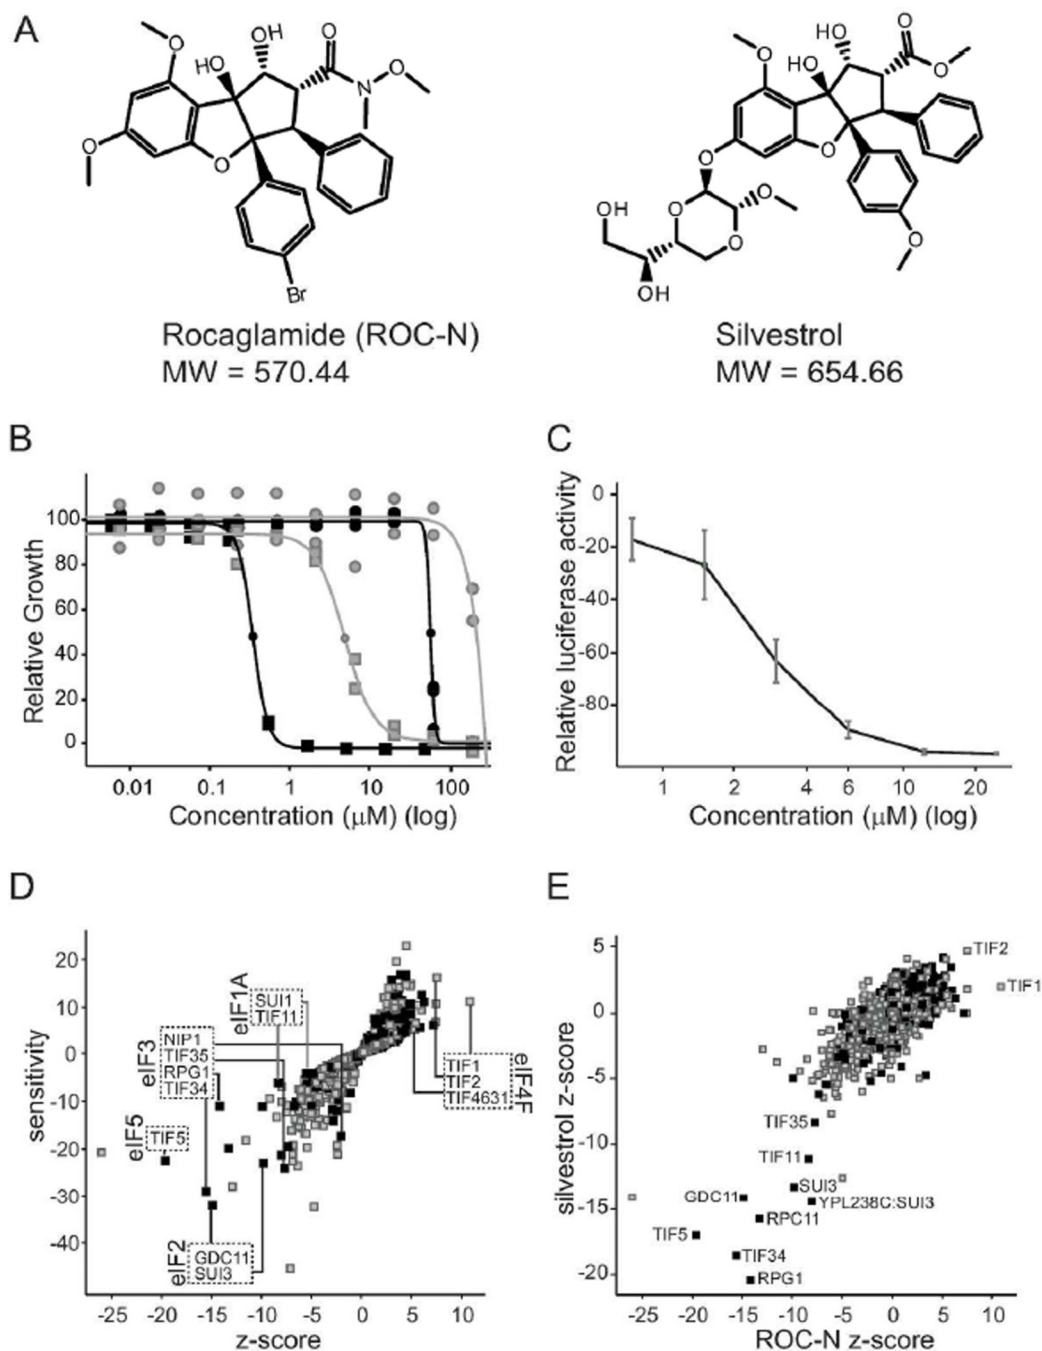 A
OH
HO
O
O
N
O
O
O
Br
Rocaglamide (ROC-N)
MW = 570.44
HO
HO
O
O
O
O
O
O
O
O
O
OH
OH
Silvestrol
MW = 654.66
B
Relative Growth
100
80
60
40
20
0
0.01
0.1
1
10
100
Concentration (μM) (log)
C
Relative luciferase activity
0
-20
-40
-60
-80
1
2
4
6
10
20
Concentration (μM) (log)
D
sensitivity
20
10
0
-10
-20
-30
-40
eIF1A
SUI1
TIF11
eIF3
NIP1
TIF35
RPG1
TIF34
eIF5
TIF5
eIF2
GDC11
SUI3
TIF1
TIF2
TIF4631
eIF4F
-25
-20
-15
-10
-5
0
5
10
z-score
E
silvestrol z-score
5
0
-5
-10
-15
-20
TIF2
TIF1
TIF35
TIF11
SUI3
GDC11
YPL238C:SUI3
RPC11
TIF5
TIF34
RPG1
-25
-20
-15
-10
-5
0
5
10
ROC-N z-score